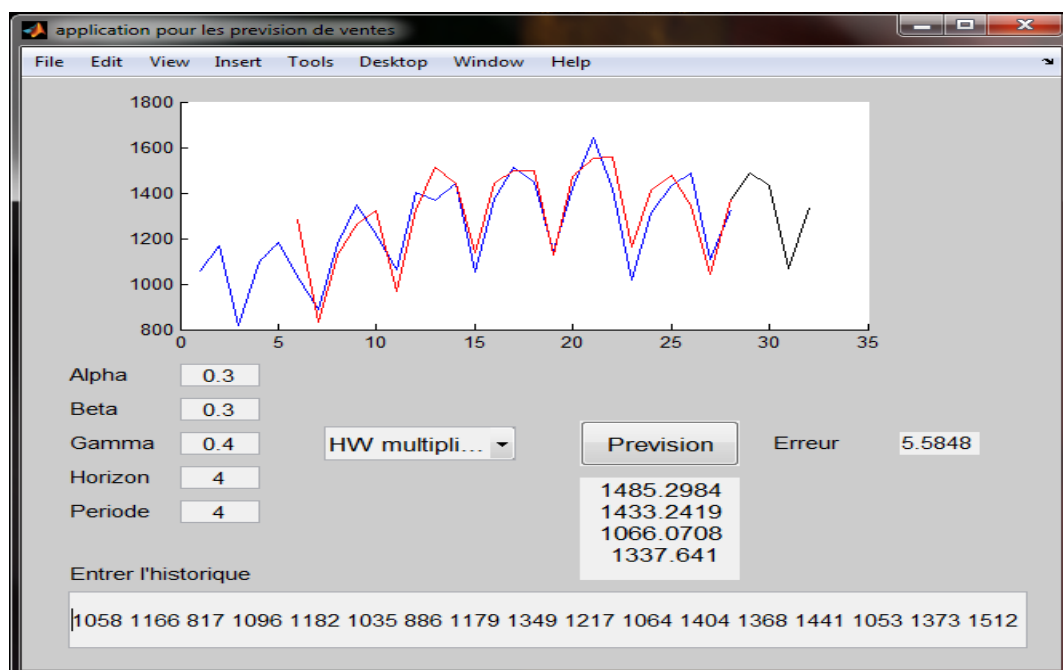 application pour les prevision de ventes
File Edit View Insert Tools Desktop Window Help
1800
1600
1400
1200
1000
800
0 5 10 15 20 25 30 35
Alpha 0.3
Beta 0.3
Gamma 0.4 HW multipli... Prevision Erreur 5.5848
Horizon 4
Periode 4
1485.2984
1433.2419
1066.0708
1337.641
Entrer l'historique
1058 1166 817 1096 1182 1035 886 1179 1349 1217 1064 1404 1368 1441 1053 1373 1512